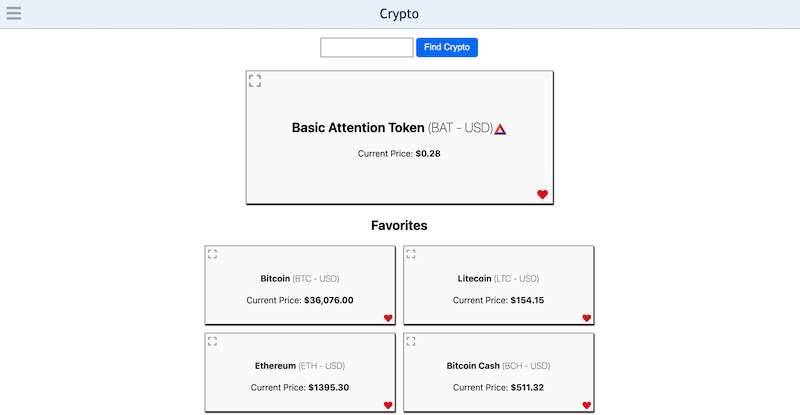 Crypto
Find Crypto
Basic Attention Token (BAT - USD)
Current Price: $0.28
Favorites
Bitcoin (BTC - USD)
Current Price: $36,076.00
Litecoin (LTC - USD)
Current Price: $154.15
Ethereum (ETH - USD)
Current Price: $1395.30
Bitcoin Cash (BCH - USD)
Current Price: $511.32